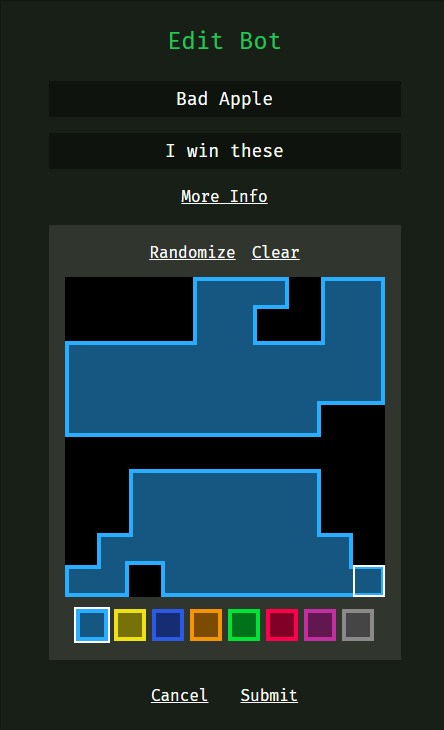 Edit Bot
Bad Apple
I win these
More Info
Randomize Clear
Cancel Submit